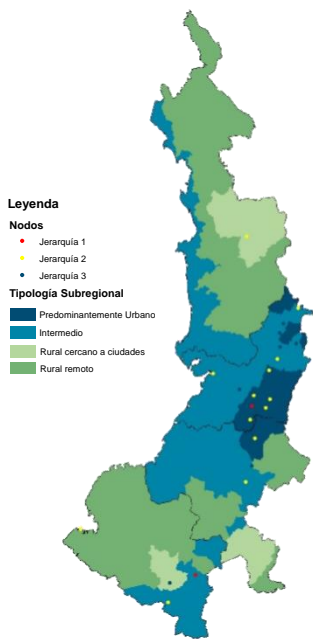 Leyenda
Nodos
Jerarquía 1
Jerarquía 2
Jerarquía 3
Tipología Subregional
Predominantemente Urbano
Intermedio
Rural cercano a ciudades
Rural remoto